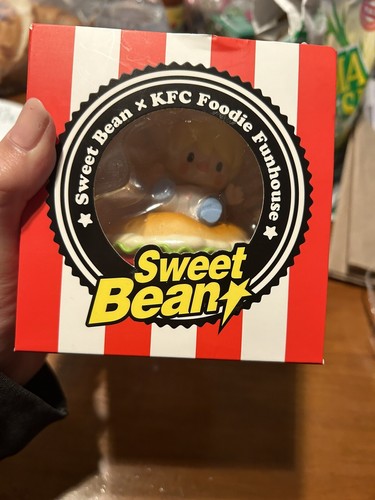 Sweet Bean × KFC Foodie Funhouse
Sweet
Bean